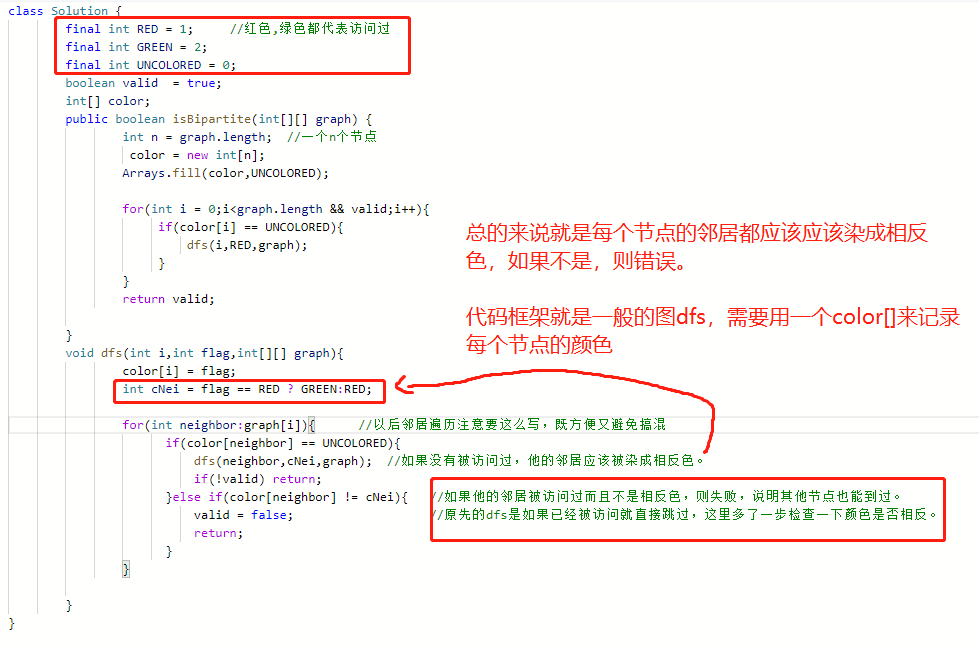 class Solution {
final int RED = 1;     //红色,绿色都代表访问过
final int GREEN = 2;
final int UNCOLORED = 0;
boolean valid  = true;
int[] color;
public boolean isBipartite(int[][] graph) {
int n = graph.length;  //一个n个节点
color = new int[n];
Arrays.fill(color,UNCOLORED);
for(int i = 0;i<graph.length && valid;i++){
if(color[i] == UNCOLORED){
dfs(i,RED,graph);
}
}
return valid;
}
总的来说就是每个节点的邻居都应该应该染成相反
色，如果不是，则错误。
代码框架就是一般的图dfs，需要用一个color[]来记录
每个节点的颜色
void dfs(int i,int flag,int[][] graph){
color[i] = flag;
int cNei = flag == RED ? GREEN:RED;
for(int neighbor:graph[i]){      //以后邻居遍历注意要这么写，既方便又避免搞混
if(color[neighbor] == UNCOLORED){
dfs(neighbor,cNei,graph);  //如果没有被访问过，他的邻居应该被染成相反色。
if(!valid) return;
}else if(color[neighbor] != cNei){   //如果他的邻居被访问过而且不是相反色，则失败，说明其他节点也能到过。
valid = false;                   //原先的dfs是如果已经被访问就直接跳过，这里多了一步检查一下颜色是否相反。
return;
}
}
}
}